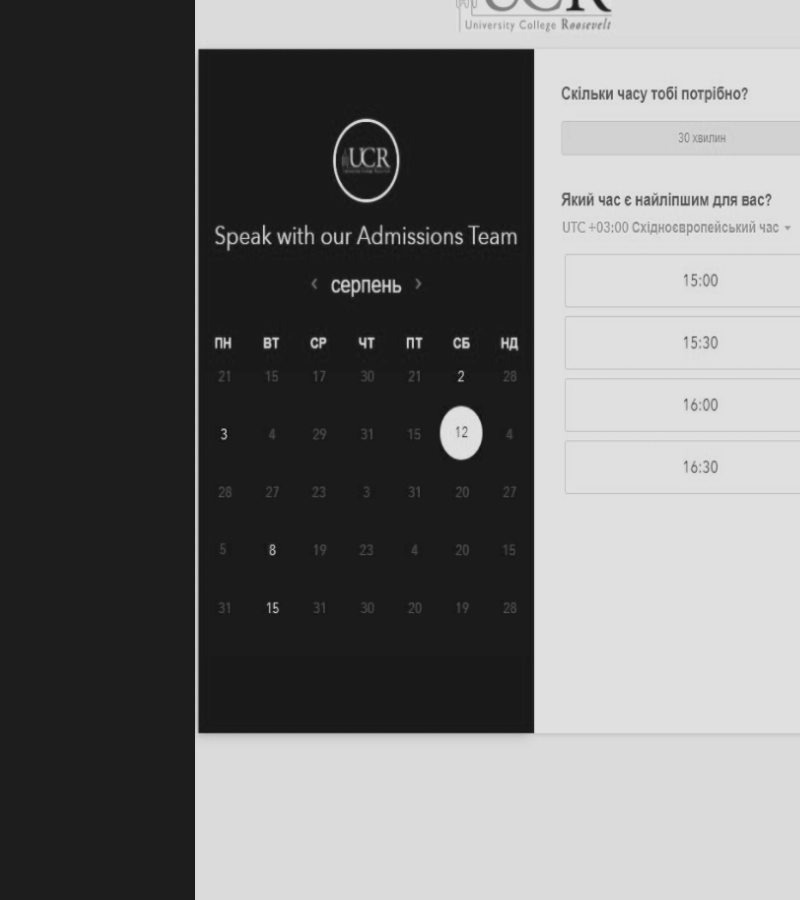 UCR
University College Roosevelt
UCR
Speak with our Admissions Team
‹ серпень ›
ПН ВТ СР ЧТ ПТ СБ НД
21 15 17 30 21 2 28
3 4 29 31 15 12 4
28 27 23 3 31 20 27
5 8 19 23 4 20 15
31 15 31 30 20 19 28
Скільки часу тобі потрібно?
30 хвилин
Який час є найліпшим для вас?
UTC +03:00 Східноєвропейський час
15:00
15:30
16:00
16:30